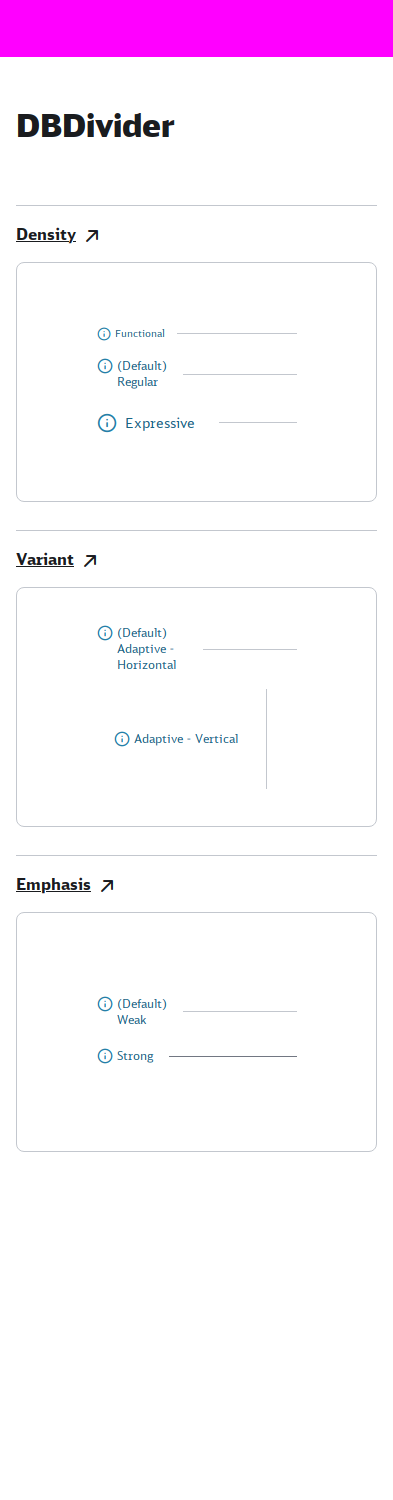 DBDivider
Density
Functional
(Default)
Regular
Expressive
Variant
(Default)
Adaptive -
Horizontal
Adaptive - Vertical
Emphasis
(Default)
Weak
Strong